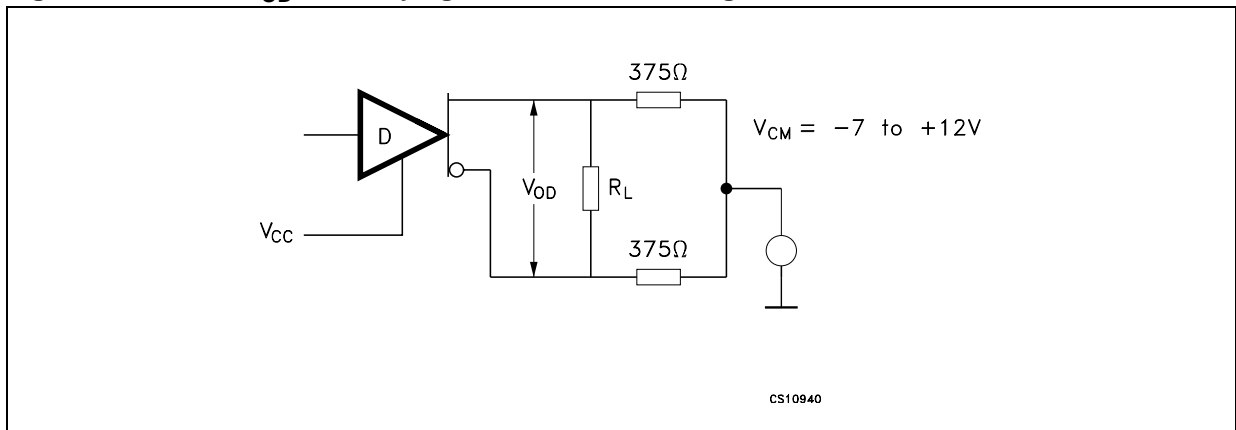 375Ω
V_CM = -7 to +12V
D
V_OD
R_L
V_CC
375Ω
CS10940